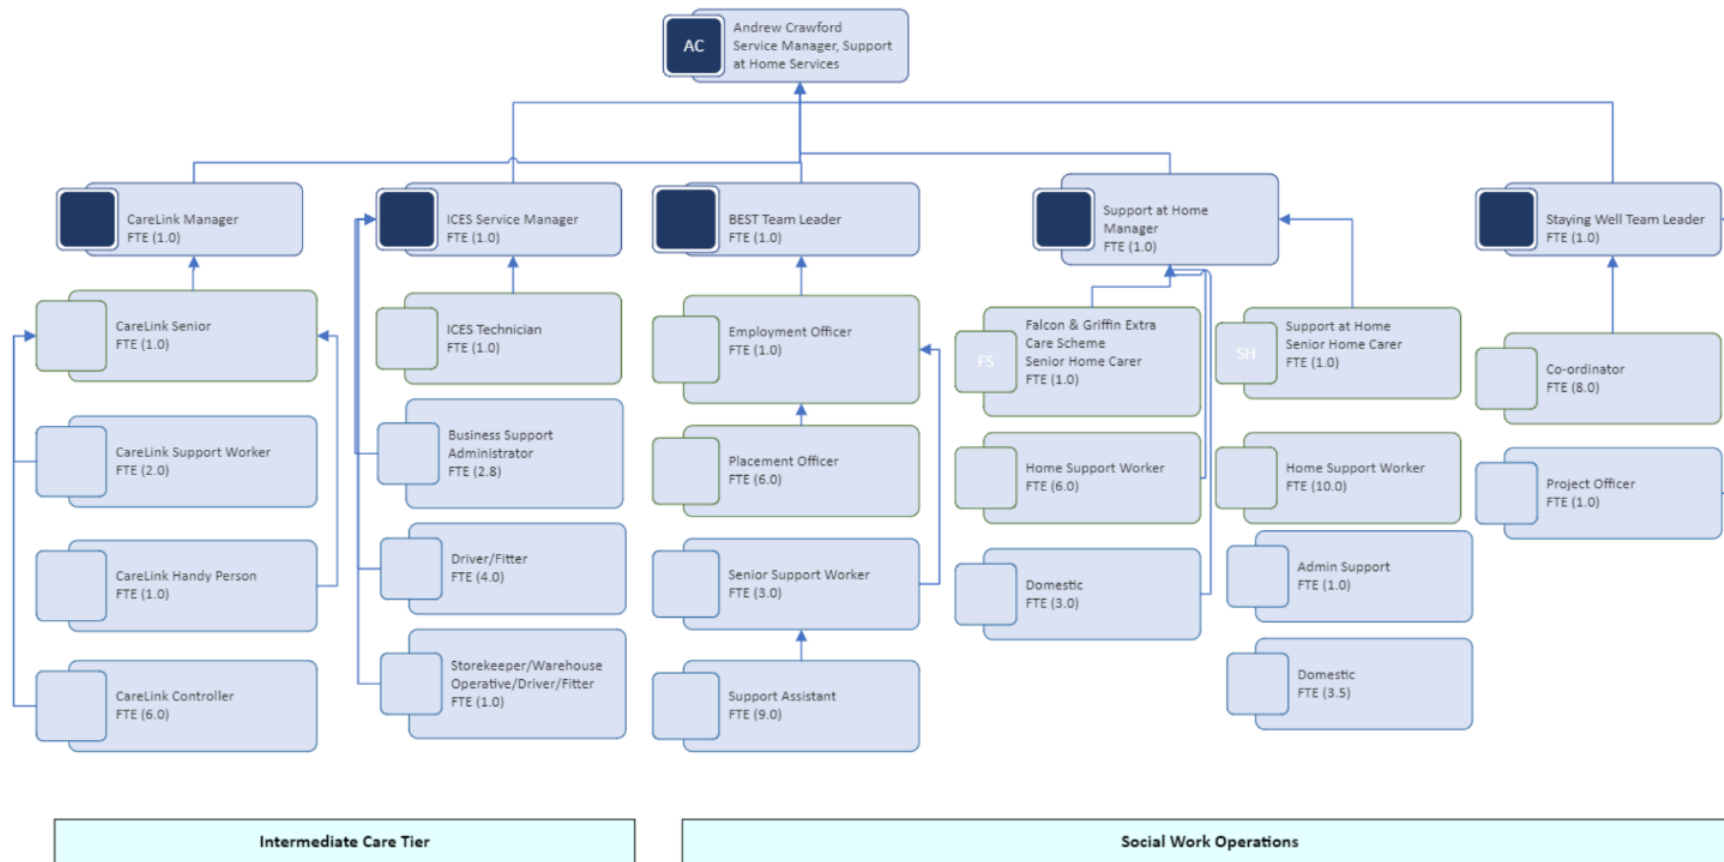 AC
Andrew Crawford
Service Manager, Support
at Home Services
CareLink Manager
FTE (1.0)
ICES Service Manager
FTE (1.0)
BEST Team Leader
FTE (1.0)
Support at Home
Manager
FTE (1.0)
Staying Well Team Leader
FTE (1.0)
CareLink Senior
FTE (1.0)
CareLink Support Worker
FTE (2.0)
CareLink Handy Person
FTE (1.0)
CareLink Controller
FTE (6.0)
ICES Technician
FTE (1.0)
Business Support
Administrator
FTE (2.8)
Driver/Fitter
FTE (4.0)
Storekeeper/Warehouse
Operative/Driver/Fitter
FTE (1.0)
Employment Officer
FTE (1.0)
Placement Officer
FTE (6.0)
Senior Support Worker
FTE (3.0)
Support Assistant
FTE (9.0)
FS
Falcon & Griffin Extra
Care Scheme
Senior Home Carer
FTE (1.0)
Home Support Worker
FTE (6.0)
Domestic
FTE (3.0)
SH
Support at Home
Senior Home Carer
FTE (1.0)
Home Support Worker
FTE (10.0)
Admin Support
FTE (1.0)
Domestic
FTE (3.5)
Co-ordinator
FTE (8.0)
Project Officer
FTE (1.0)
Intermediate Care Tier
Social Work Operations